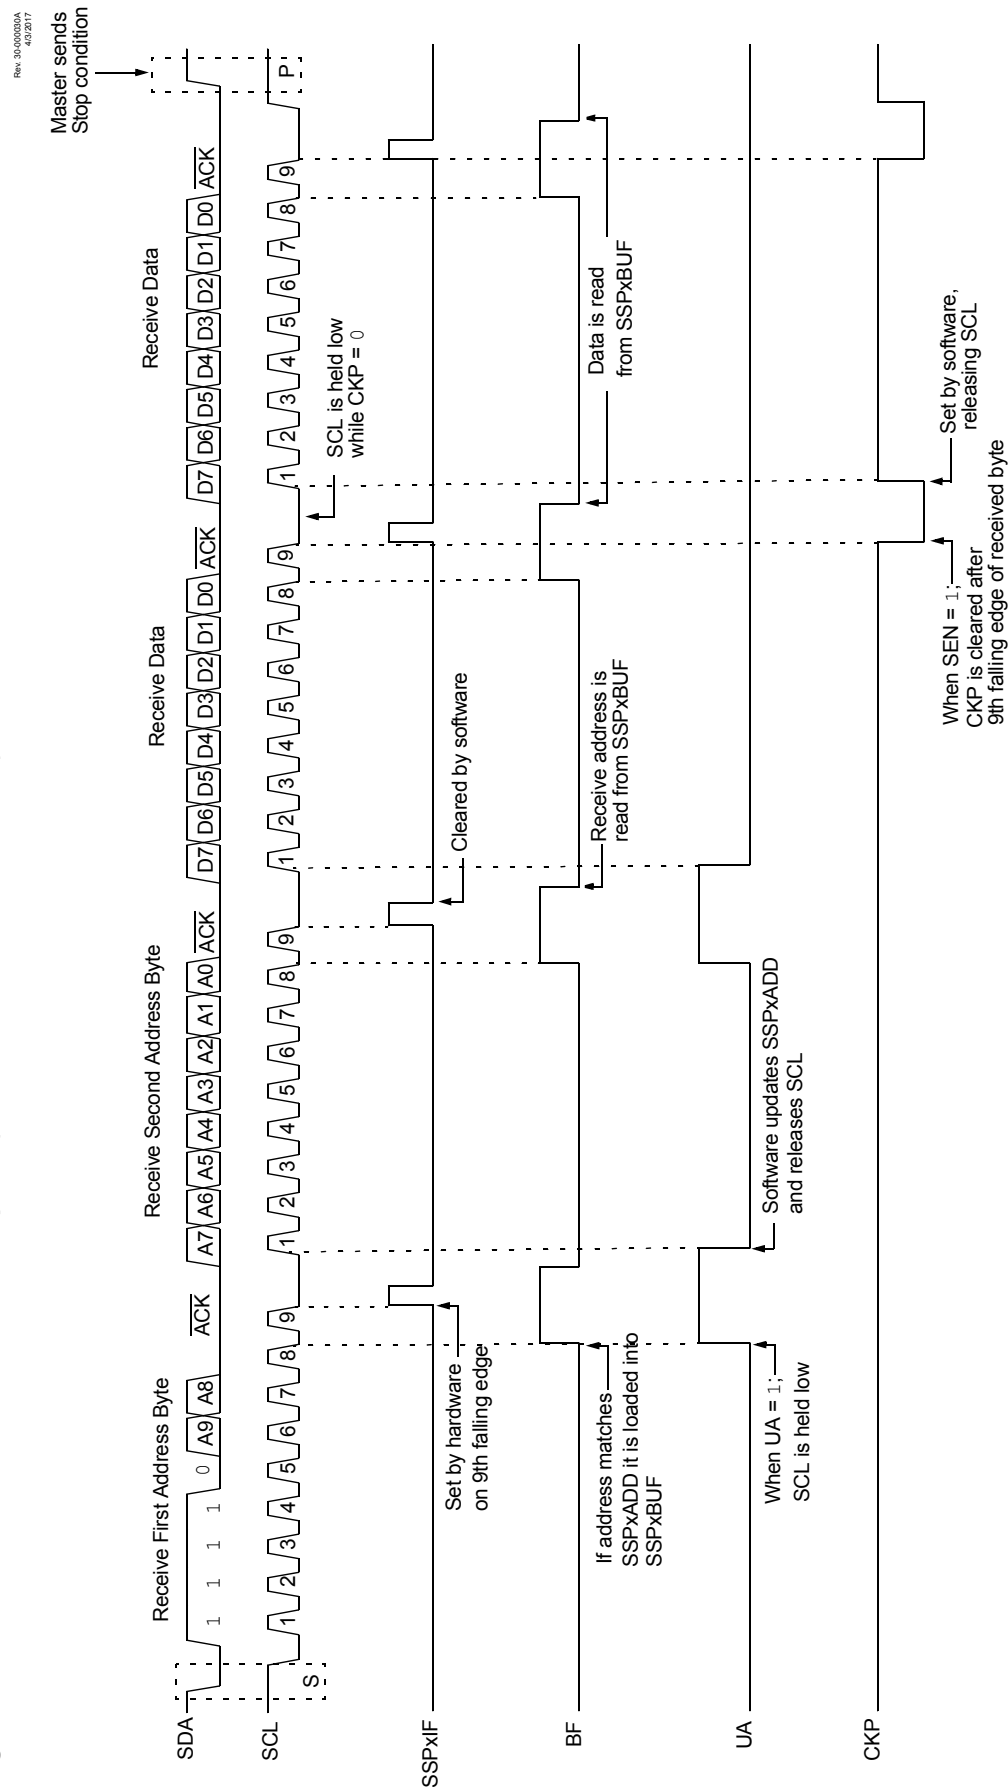 Rev. 30-000030A
4/3/2017
Master sends
Stop condition
Receive First Address Byte
Receive Second Address Byte
Receive Data
Receive Data
SDA
1 1 1 1 0 A9 A8 ACK A7 A6 A5 A4 A3 A2 A1 A0 ACK D7 D6 D5 D4 D3 D2 D1 D0 ACK D7 D6 D5 D4 D3 D2 D1 D0 ACK
SCL
S 1 2 3 4 5 6 7 8 9 1 2 3 4 5 6 7 8 9 1 2 3 4 5 6 7 8 9 1 2 3 4 5 6 7 8 9 P
SCL is held low
while CKP = 0
SSPxIF
Set by hardware
on 9th falling edge
Cleared by software
BF
If address matches
SSPxADD it is loaded into
SSPxBUF
Receive address is
read from SSPxBUF
Data is read
from SSPxBUF
UA
When UA = 1;
SCL is held low
Software updates SSPxADD
and releases SCL
CKP
When SEN = 1;
CKP is cleared after
9th falling edge of received byte
Set by software,
releasing SCL